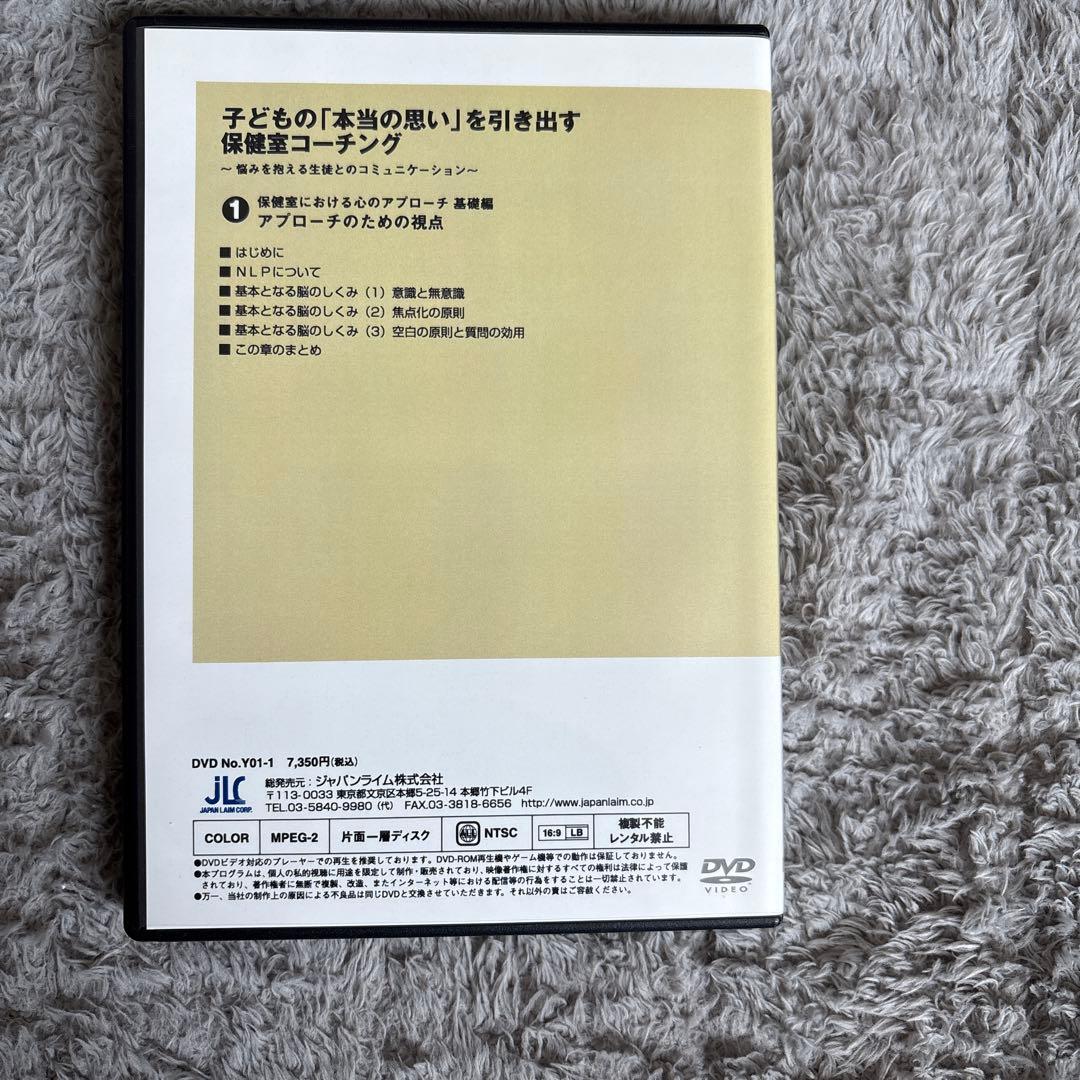 子どもの「本当の思い」を引き出す
保健室コーチング
～ 悩みを抱える生徒とのコミュニケーション～
1 保健室における心のアプローチ 基礎編
アプローチのための視点
■ はじめに
■ NLPについて
■ 基本となる脳のしくみ（1）意識と無意識
■ 基本となる脳のしくみ（2）焦点化の原則
■ 基本となる脳のしくみ（3）空白の原則と質問の効用
■ この章のまとめ
DVD No.Y01-1 7,350円(税込)
JLC
JAPAN LAIM CORP.
総発売元：ジャパンライム株式会社
〒113-0033 東京都文京区本郷5-25-14 本郷竹下ビル4F
TEL.03-5840-9980（代） FAX.03-3818-6656 http://www.japanlaim.co.jp
COLOR MPEG-2 片面一層ディスク ALL NTSC 16:9 LB 複製不能
レンタル禁止
●DVDビデオ対応のプレーヤーでの再生を推奨しております。DVD-ROM再生機やゲーム機等での動作は保証しておりません。
●本プログラムは、個人の私的視聴に用途を限定して制作・販売されており、映像著作権に対するすべての権利は法律によって保護
されており、著作権者に無断で複製、改造、またインターネット等における配信等の行為をすることは一切禁止されています。
●万一、当社の制作上の原因による不良品は同じDVDと交換させていただきます。それ以外の責はご容赦ください。
DVD
VIDEO